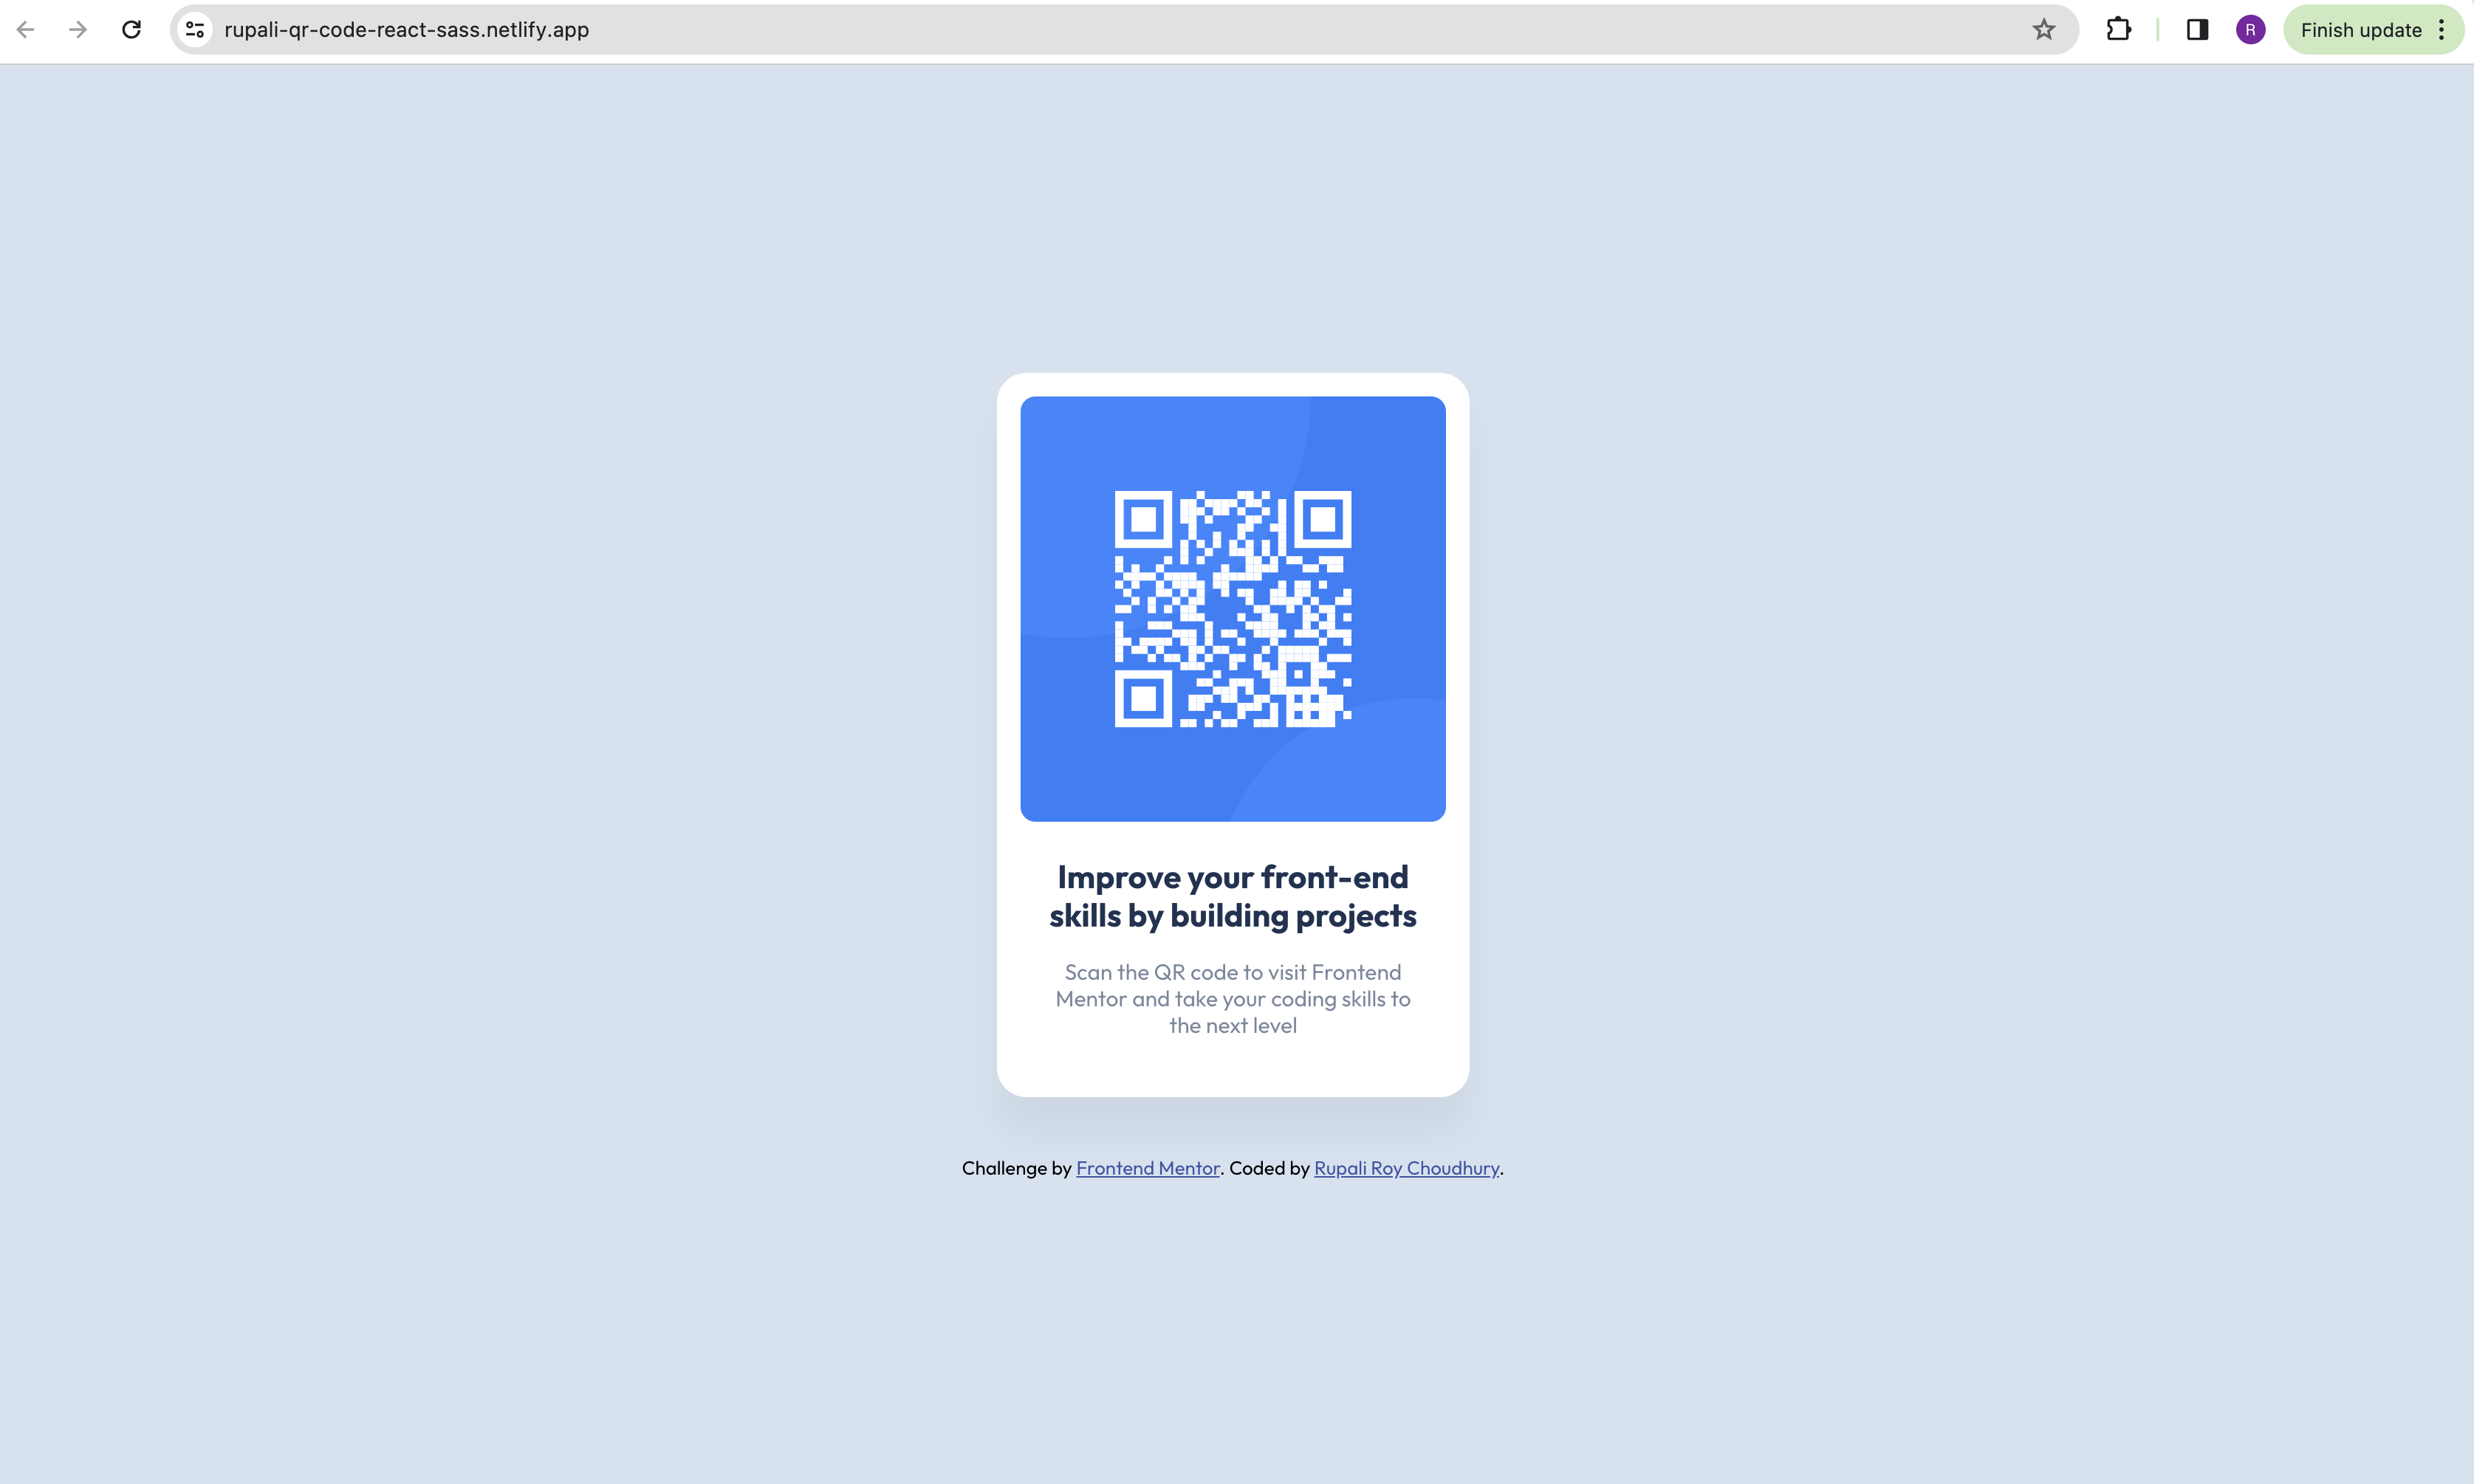 rupali-qr-code-react-sass.netlify.app
R
Finish update
Improve your front-end
skills by building projects
Scan the QR code to visit Frontend
Mentor and take your coding skills to
the next level
Challenge by Frontend Mentor. Coded by Rupali Roy Choudhury.